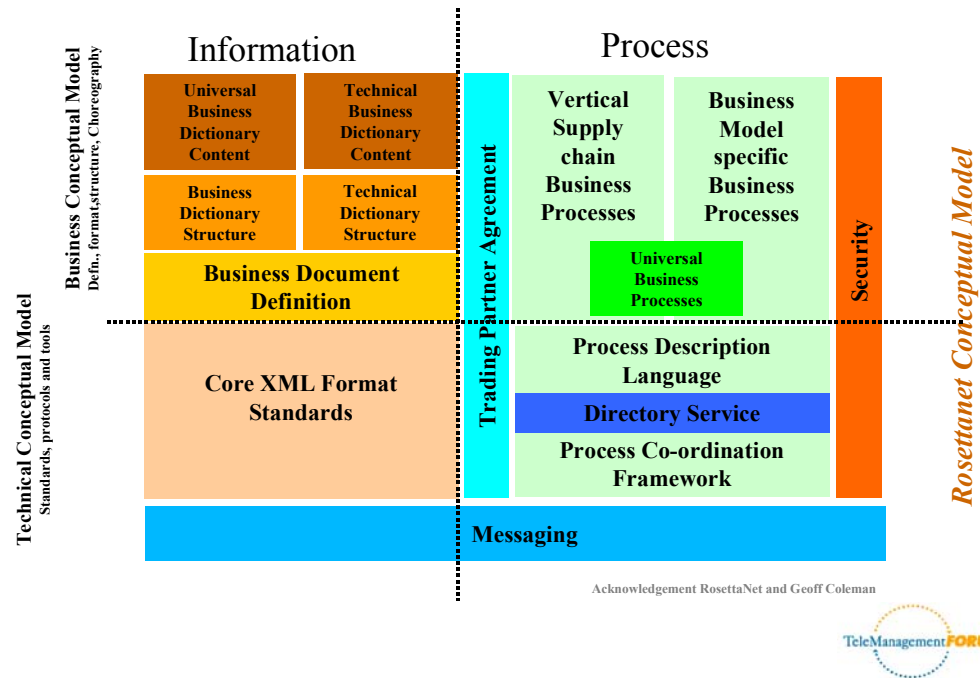 Information
Process
Business Conceptual Model
Defn., format,structure, Choreography
Universal
Business
Dictionary
Content
Technical
Business
Dictionary
Content
Business
Dictionary
Structure
Technical
Dictionary
Structure
Business Document
Definition
Trading Partner Agreement
Vertical
Supply
chain
Business
Processes
Business
Model
specific
Business
Processes
Universal
Business
Processes
Security
Rosettanet Conceptual Model
Technical Conceptual Model
Standards, protocols and tools
Core XML Format
Standards
Process Description
Language
Directory Service
Process Co-ordination
Framework
Messaging
Acknowledgement RosettaNet and Geoff Coleman
TeleManagement FORU